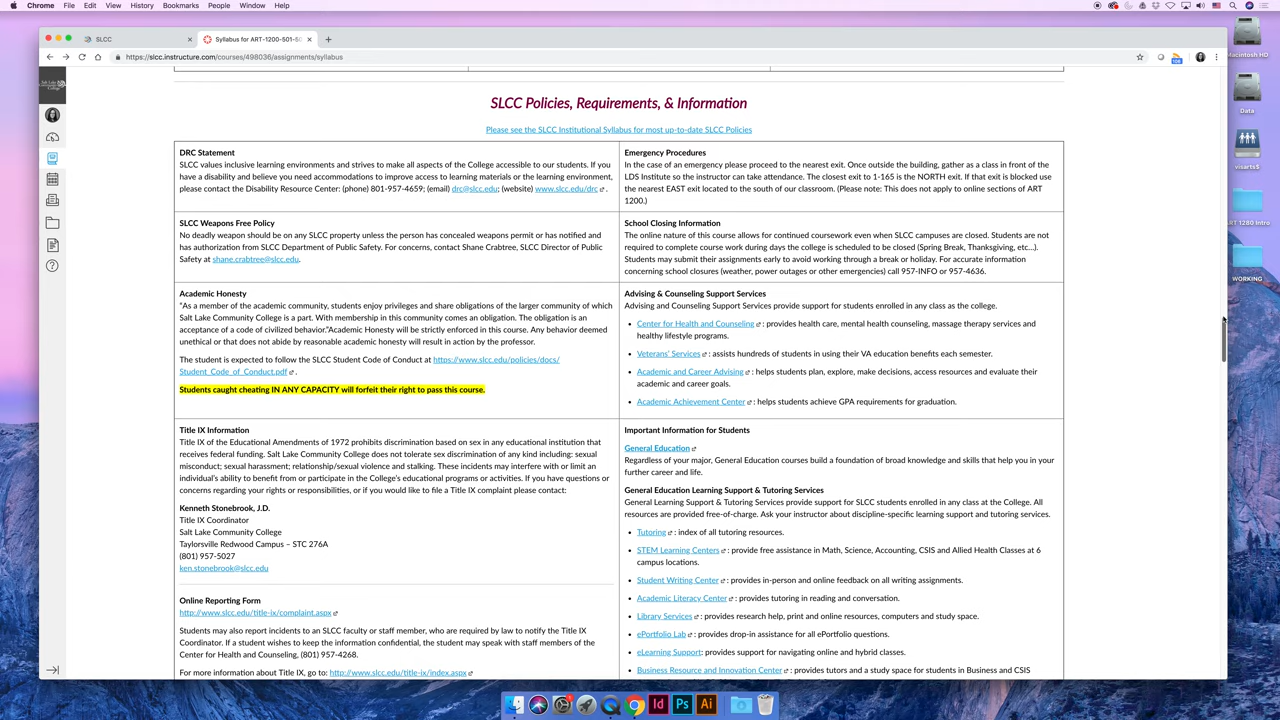 Chrome File Edit View History Bookmarks People Window Help
SLCC
Syllabus for ART-1200-501-S
https://slcc.instructure.com/courses/498036/assignments/syllabus
SLCC Policies, Requirements, & Information
Please see the SLCC Institutional Syllabus for most up-to-date SLCC Policies
DRC Statement
SLCC values inclusive learning environments and strives to make all aspects of the College accessible to our students. If you
have a disability and believe you need accommodations to improve access to learning materials or the learning environment,
please contact the Disability Resource Center: (phone) 801-957-4659; (email) drc@slcc.edu; (website) www.slcc.edu/drc .
Emergency Procedures
In the case of an emergency please proceed to the nearest exit. Once outside the building, gather as a class in front of the
LDS Institute so the instructor can take attendance. The closest exit to 1-165 is the NORTH exit. If that exit is blocked use
the nearest EAST exit located to the south of our classroom. (Please note: This does not apply to online sections of ART
1200.)
SLCC Weapons Free Policy
No deadly weapon should be on any SLCC property unless the person has concealed weapons permit, is a certified and
has authorization from SLCC Department of Public Safety. For concerns, contact Shane Crabtree, SLCC Director of Public
Safety at shane.crabtree@slcc.edu.
School Closing Information
The online nature of this course allows for continued coursework even when SLCC campuses are closed. Students are not
required to complete course work during days the college is scheduled to be closed (Spring Break, Thanksgiving, etc...).
Students may submit their assignments early to avoid working through a break or holiday. For accurate information
concerning school closures (weather, power outages or other emergencies) call 957-INFO or 957-4636.
Academic Honesty
"As a member of the academic community, students enjoy privileges and share obligations of the larger community of which
Salt Lake Community College is a part. With membership in this community comes an obligation. The obligation is an
acceptance of a code of civilized behavior."Academic Honesty will be strictly enforced in this course. Any behavior deemed
unethical or that does not abide by reasonable academic honesty will result in action by the professor.
The student is expected to follow the SLCC Student Code of Conduct at https://www.slcc.edu/policies/docs/
Student_Code_of_Conduct.pdf .
Students caught cheating IN ANY CAPACITY will forfeit their right to pass this course.
Advising & Counseling Support Services
Advising and Counseling Support Services provide support for students enrolled in any class at the college.
• Center for Health and Counseling : provides health care, mental health counseling, massage therapy services and
healthy lifestyle programs.
• Veterans' Services : assists hundreds of students in using their VA education benefits each semester.
• Academic and Career Advising : helps students plan, explore, make decisions, access resources and evaluate their
academic and career goals.
• Academic Achievement Center : helps students achieve GPA requirements for graduation.
Title IX Information
Title IX of the Educational Amendments of 1972 prohibits discrimination based on sex in any educational institution that
receives federal funding. Salt Lake Community College does not tolerate sex discrimination of any kind including: sexual
misconduct; sexual harassment; relationship/sexual violence and stalking. These incidents may interfere with or limit an
individual's ability to benefit from or participate in the College's educational programs or activities. If you have questions or
concerns regarding your rights or responsibilities, or if you would like to file a Title IX complaint please contact:
Kenneth Stonebrook, J.D.
Title IX Coordinator
Salt Lake Community College
Taylorsville Redwood Campus – STC 276A
(801) 957-5027
ken.stonebrook@slcc.edu
Online Reporting Form
http://www.slcc.edu/title-ix/complaint.aspx
Students may also report incidents to an SLCC faculty or staff member, who are required by law to notify the Title IX
Coordinator. If a student wishes to keep the information confidential, the student may speak with staff members of the
Center for Health and Counseling, (801) 957-4268.
For more information about Title IX, go to: http://www.slcc.edu/title-ix/index.aspx
Important Information for Students
General Education
Regardless of your major, General Education courses build a foundation of broad knowledge and skills that help you in your
further career and life.
General Education Learning Support & Tutoring Services
General Learning Support & Tutoring Services provide support for SLCC students enrolled in any class at the College. All
resources are provided free-of-charge. Ask your instructor about discipline-specific learning support and tutoring services.
• Tutoring : index of all tutoring resources.
• STEM Learning Centers : provide free assistance in Math, Science, Accounting, CSIS and Allied Health Classes at 6
campus locations.
• Student Writing Center : provides in-person and online feedback on all writing assignments.
• Academic Literacy Center : provides tutoring in reading and conversation.
• Library Services : provides research help, print and online resources, computers and study space.
• ePortfolio Lab : provides drop-in assistance for all ePortfolio questions.
• eLearning Support: provides support for navigating online and hybrid classes.
• Business Resource and Innovation Center : provides tutors and a study space for students in Business and CSIS
Macintosh HD
Data
visarts$
ART 1280 Intro
WORKING
Id Ps Ai